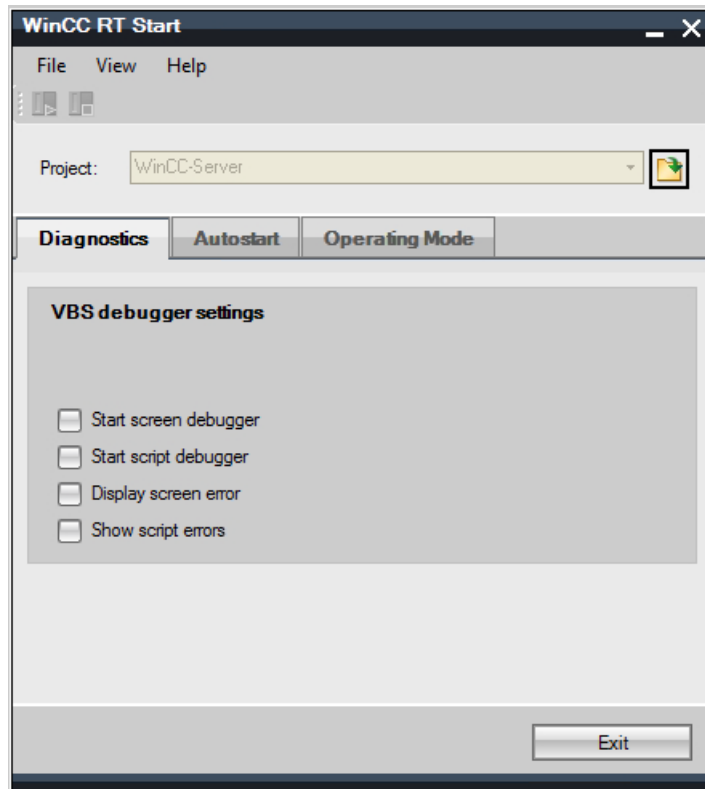 WinCC RT Start
File View Help
Project: WinCC-Server
Diagnostics Autostart Operating Mode
VBS debugger settings
Start screen debugger
Start script debugger
Display screen error
Show script errors
Exit